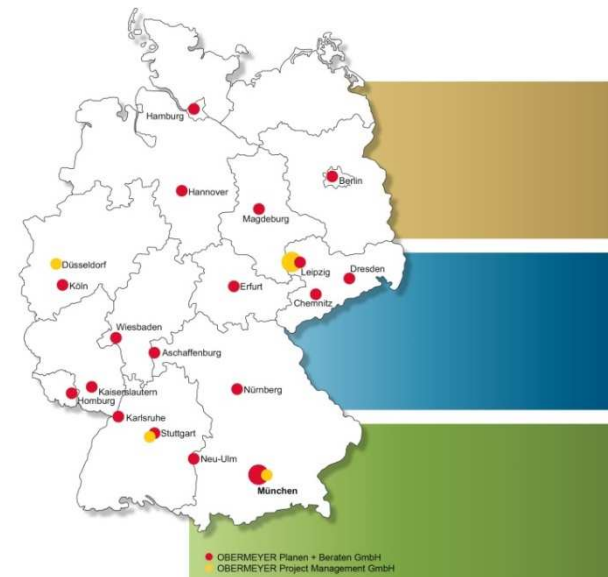 Hamburg
Berlin
Hannover
Magdeburg
Düsseldorf
Leipzig
Dresden
Köln
Erfurt
Chemnitz
Wiesbaden
Aschaffenburg
Kaiserslautern
Homburg
Nürnberg
Karlsruhe
Stuttgart
Neu-Ulm
München
OBERMEYER Planen + Beraten GmbH
OBERMEYER Project Management GmbH